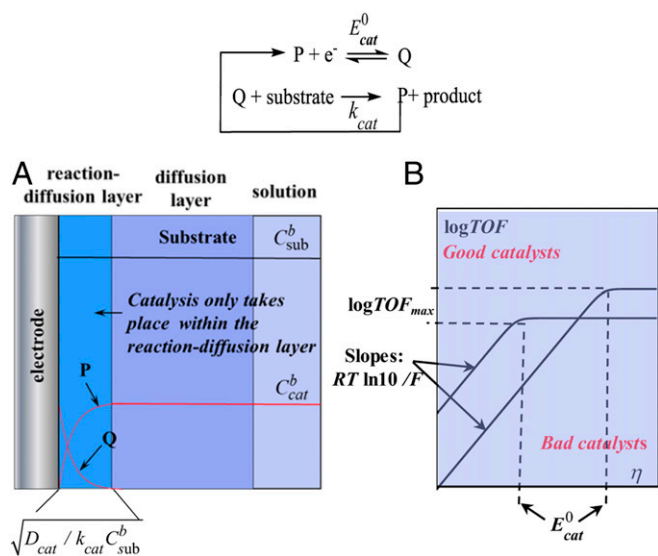 E⁰cat
P + e⁻ ⇌ Q
Q + substrate → P+ product
kcat
A
reaction-
diffusion layer
diffusion
layer
solution
Substrate
Cᵇsub
Catalysis only takes
place within the
reaction-diffusion layer
electrode
P
Cᵇcat
Q
√Dcat / kcat Cᵇsub
B
logTOF
Good catalysts
logTOFmax
Slopes:
RT ln10 /F
Bad catalysts
η
E⁰cat